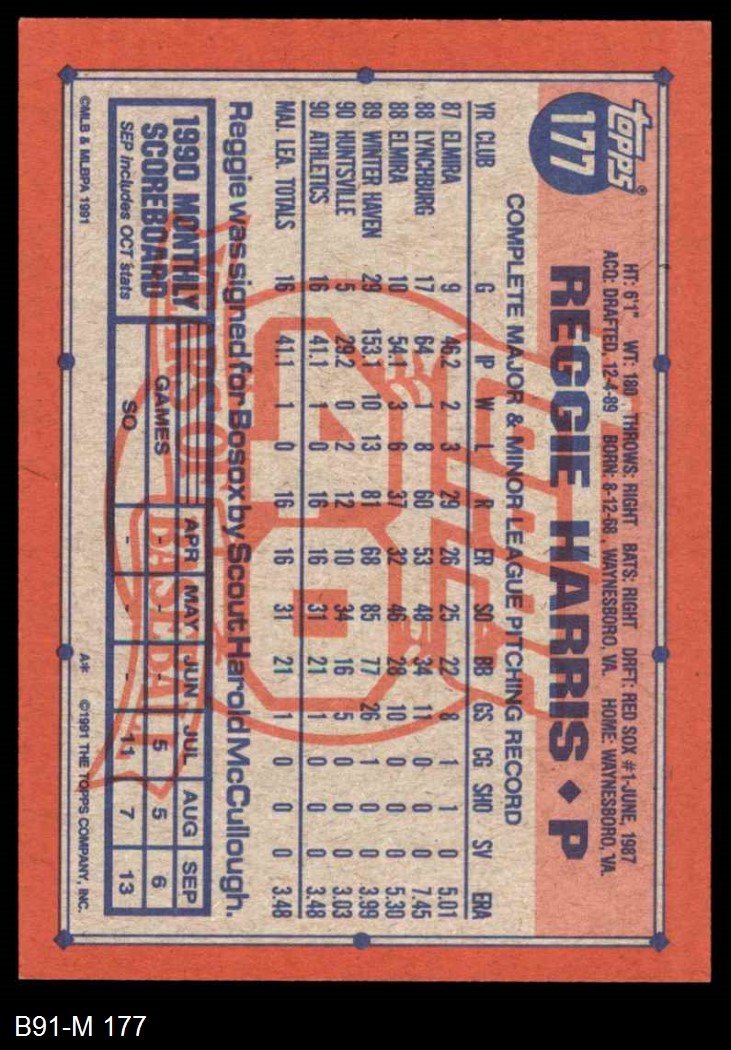 topps®
177
HT: 6'1" WT: 180 THROWS: RIGHT BATS: RIGHT DRFT: RED SOX #1-JUNE, 1987
ACQ: DRAFTED, 12-4-89 BORN: 8-12-68, WAYNESBORO, VA. HOME: WAYNESBORO, VA.
REGGIE HARRIS ♦ P
COMPLETE MAJOR & MINOR LEAGUE PITCHING RECORD
YR CLUB G IP W L R ER SO BB GS CG SHO SV ERA
87 ELMIRA 9 46.2 2 3 29 26 25 22 8 1 1 0 5.01
88 LYNCHBURG 17 64 1 8 60 53 48 34 11 0 0 0 7.45
88 ELMIRA 10 54.1 3 6 37 32 46 28 10 0 0 0 5.30
89 WINTER HAVEN 29 153.1 10 13 81 68 85 77 26 1 0 0 3.99
90 HUNTSVILLE 5 29.2 0 2 12 10 34 16 5 0 0 0 3.03
90 ATHLETICS 16 41.1 1 0 16 16 31 21 1 0 0 0 3.48
MAJ. LEA. TOTALS 16 41.1 1 0 16 16 31 21 1 0 0 0 3.48
Reggie was signed for Bosox by Scout Harold McCullough.
1990 MONTHLY SCOREBOARD
SEP includes OCT stats
APR MAY JUN JUL AUG SEP
GAMES - - - 5 5 6
SO - - - 11 7 13
topps
40
YEARS OF BASEBALL
©MLB & MLBPA 1991
A* ©1991 THE TOPPS COMPANY, INC.
B91-M 177